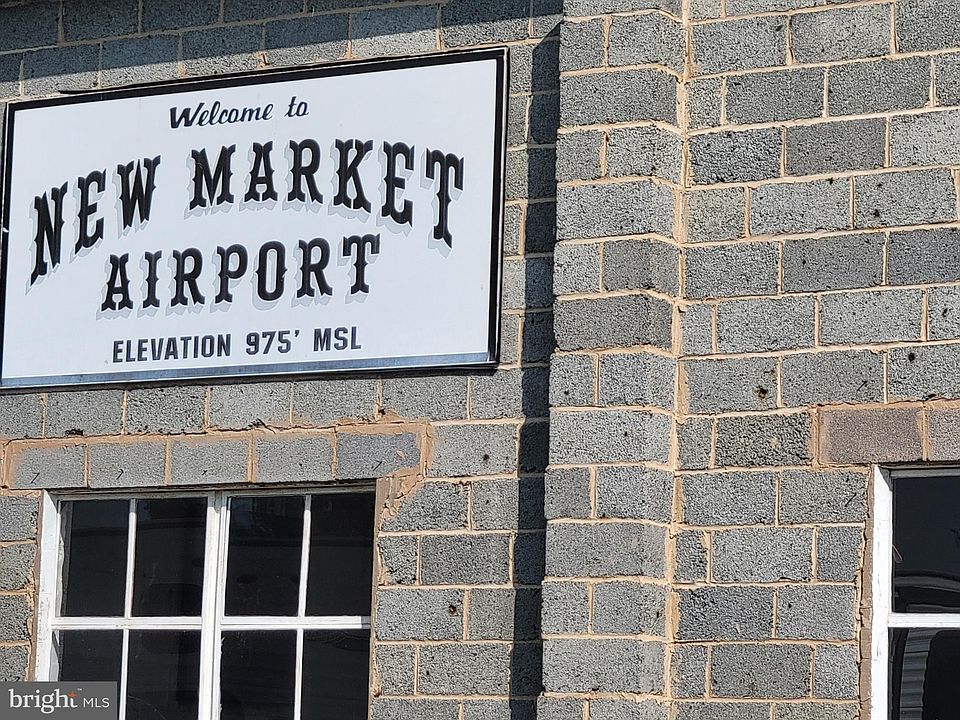 Welcome to
NEW MARKET
AIRPORT
ELEVATION 975' MSL
bright MLS